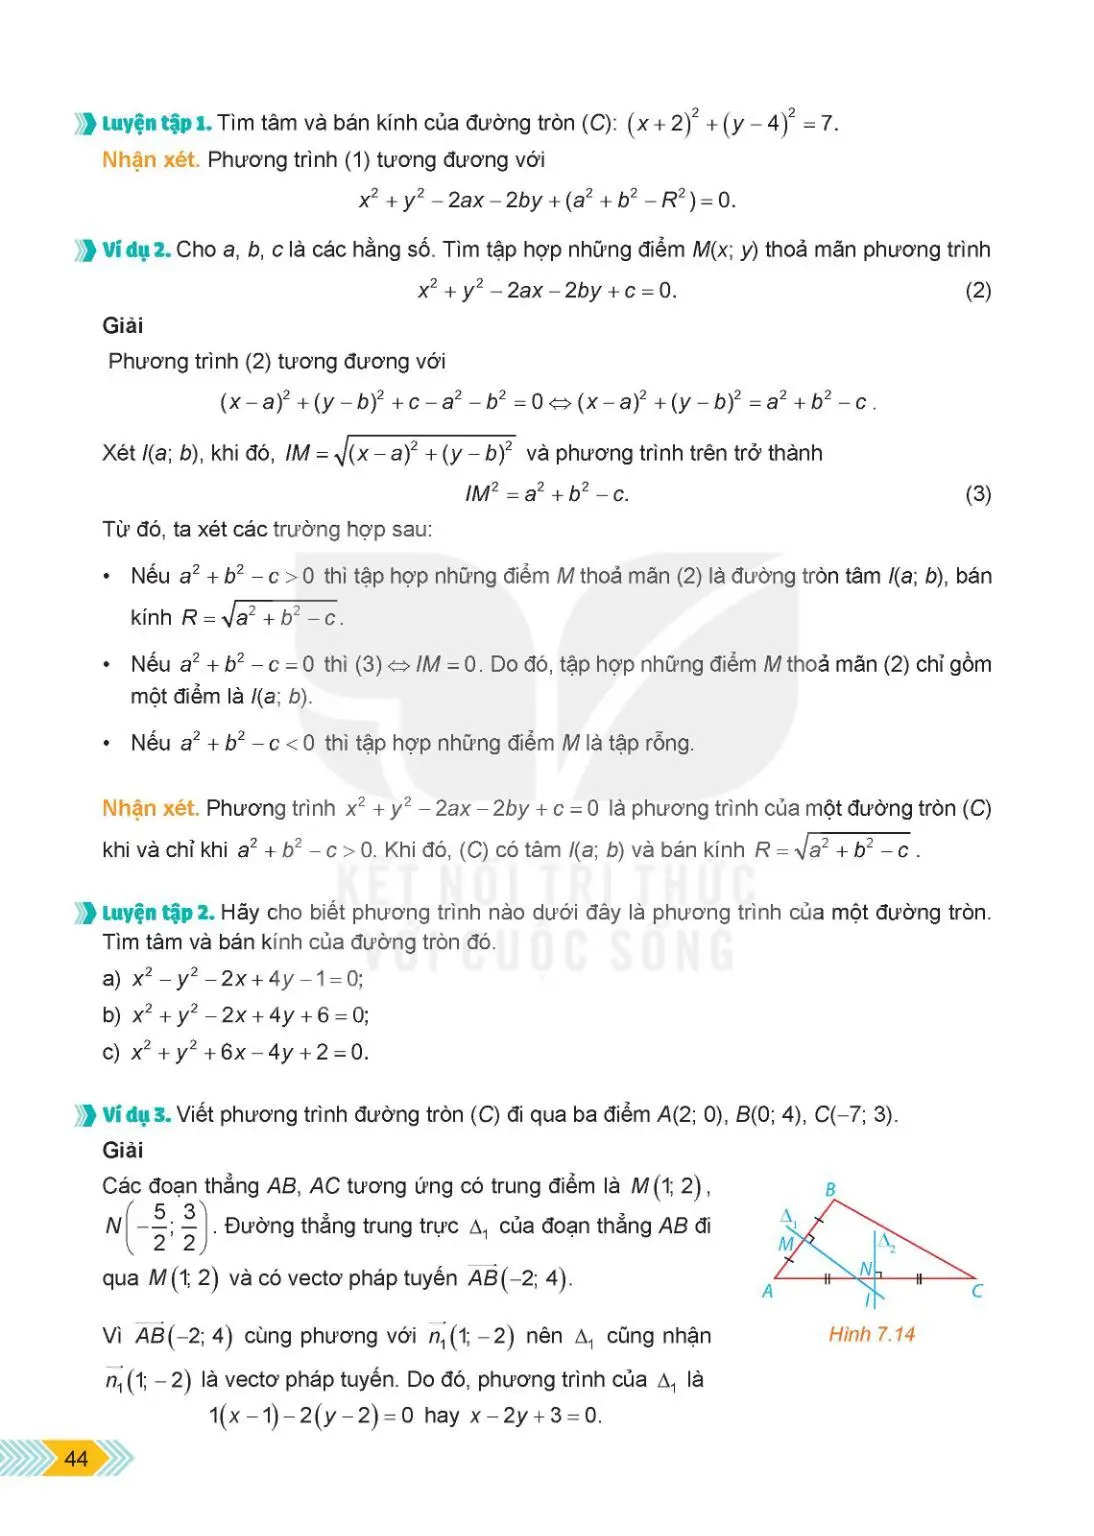 Luyện tập 1. Tìm tâm và bán kính của đường tròn (C): (x + 2)² + (y − 4)² = 7.
Nhận xét. Phương trình (1) tương đương với
x² + y² − 2ax − 2by + (a² + b² − R²) = 0.
Ví dụ 2. Cho a, b, c là các hằng số. Tìm tập hợp những điểm M(x; y) thoả mãn phương trình
x² + y² − 2ax − 2by + c = 0. (2)
Giải
Phương trình (2) tương đương với
(x − a)² + (y − b)² + c − a² − b² = 0 ⇔ (x − a)² + (y − b)² = a² + b² − c.
Xét I(a; b), khi đó, IM = √((x − a)² + (y − b)²) và phương trình trên trở thành
IM² = a² + b² − c. (3)
Từ đó, ta xét các trường hợp sau:
• Nếu a² + b² − c > 0 thì tập hợp những điểm M thoả mãn (2) là đường tròn tâm I(a; b), bán
kính R = √(a² + b² − c).
• Nếu a² + b² − c = 0 thì (3) ⇔ IM = 0. Do đó, tập hợp những điểm M thoả mãn (2) chỉ gồm
một điểm là I(a; b).
• Nếu a² + b² − c < 0 thì tập hợp những điểm M là tập rỗng.
Nhận xét. Phương trình x² + y² − 2ax − 2by + c = 0 là phương trình của một đường tròn (C)
khi và chỉ khi a² + b² − c > 0. Khi đó, (C) có tâm I(a; b) và bán kính R = √(a² + b² − c).
KẾT NỐI TRI THỨC
VỚI CUỘC SỐNG
Luyện tập 2. Hãy cho biết phương trình nào dưới đây là phương trình của một đường tròn.
Tìm tâm và bán kính của đường tròn đó.
a) x² − y² − 2x + 4y − 1 = 0;
b) x² + y² − 2x + 4y + 6 = 0;
c) x² + y² + 6x − 4y + 2 = 0.
Ví dụ 3. Viết phương trình đường tròn (C) đi qua ba điểm A(2; 0), B(0; 4), C(−7; 3).
Giải
Các đoạn thẳng AB, AC tương ứng có trung điểm là M(1; 2),
N(−5/2; 3/2). Đường thẳng trung trực Δ₁ của đoạn thẳng AB đi
qua M(1; 2) và có vectơ pháp tuyến AB⃗(−2; 4).
Vì AB⃗(−2; 4) cùng phương với n₁⃗(1; −2) nên Δ₁ cũng nhận
n₁⃗(1; −2) là vectơ pháp tuyến. Do đó, phương trình của Δ₁ là
1(x − 1) − 2(y − 2) = 0 hay x − 2y + 3 = 0.
B
Δ₁
M
Δ₂
N
A
I
C
Hình 7.14
44